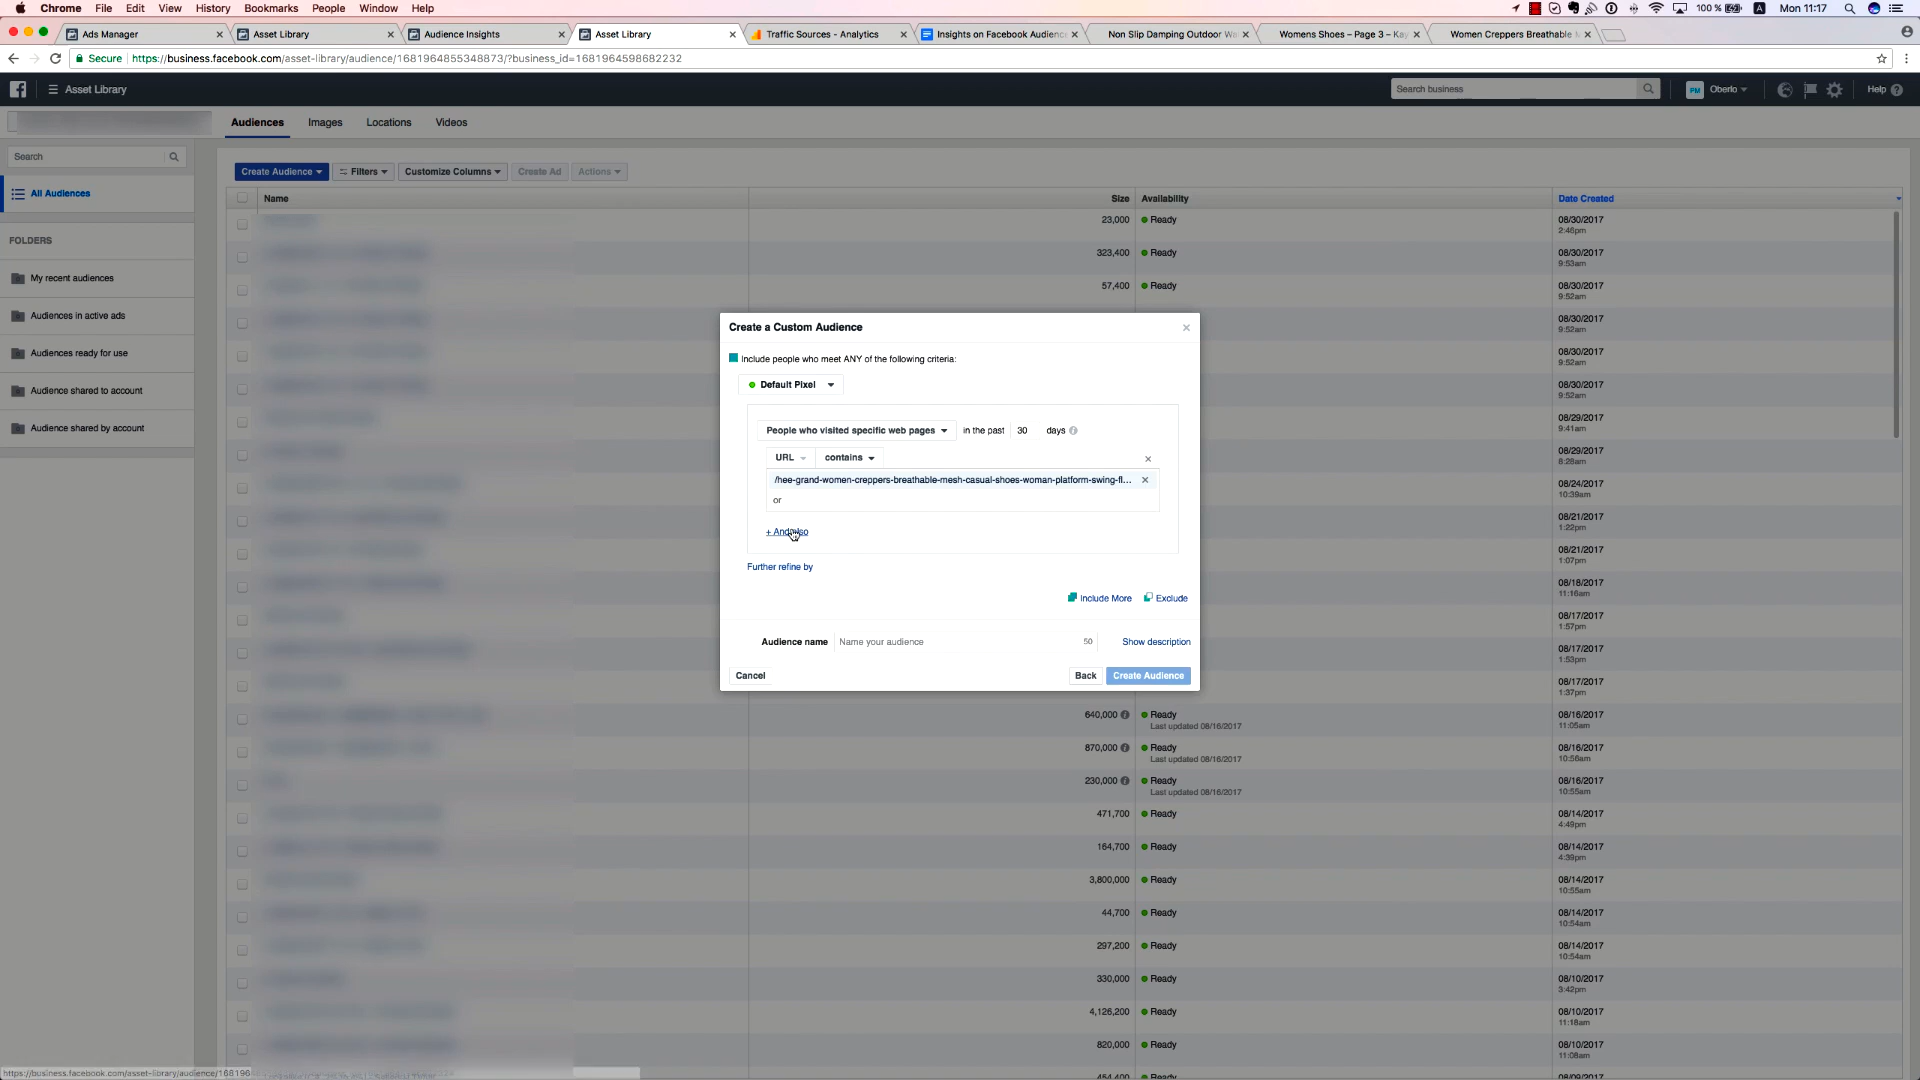 Chrome File Edit View History Bookmarks People Window Help 100 % Mon 11:17
Ads Manager Asset Library Audience Insights Asset Library Traffic Sources - Analytics Insights on Facebook Audienc Non Slip Damping Outdoor Wa Womens Shoes – Page 3 – Kay Women Creppers Breathable M
Secure https://business.facebook.com/asset-library/audience/1681964855348873/?business_id=1681964598682232
Asset Library Search business PM Oberlo Help
Audiences Images Locations Videos
Search
All Audiences
FOLDERS
My recent audiences
Audiences in active ads
Audiences ready for use
Audience shared to account
Audience shared by account
Create Audience Filters Customize Columns Create Ad Actions
Name Size Availability Date Created
23,000 Ready 08/30/2017
2:46pm
323,400 Ready 08/30/2017
9:53am
57,400 Ready 08/30/2017
9:52am
08/30/2017
9:52am
08/30/2017
9:52am
08/30/2017
9:52am
08/29/2017
9:41am
08/29/2017
8:28am
08/24/2017
10:39am
08/21/2017
1:22pm
08/21/2017
1:07pm
08/18/2017
11:16am
08/17/2017
1:57pm
08/17/2017
1:53pm
08/17/2017
1:37pm
640,000 Ready 08/16/2017
Last updated 08/16/2017 11:05am
870,000 Ready 08/16/2017
Last updated 08/16/2017 10:56am
230,000 Ready 08/16/2017
Last updated 08/16/2017 10:55am
471,700 Ready 08/14/2017
4:49pm
164,700 Ready 08/14/2017
4:39pm
3,800,000 Ready 08/14/2017
10:55am
44,700 Ready 08/14/2017
10:54am
297,200 Ready 08/14/2017
10:54am
330,000 Ready 08/10/2017
3:42pm
4,126,200 Ready 08/10/2017
11:18am
820,000 Ready 08/10/2017
11:08am
454,400 Ready 08/09/2017
Create a Custom Audience
Include people who meet ANY of the following criteria:
Default Pixel
People who visited specific web pages in the past 30 days
URL contains
/hee-grand-women-creppers-breathable-mesh-casual-shoes-woman-platform-swing-fl...
or
+ And also
Further refine by
Include More Exclude
Audience name Name your audience 50 Show description
Cancel Back Create Audience
https://business.facebook.com/asset-library/audience/168196